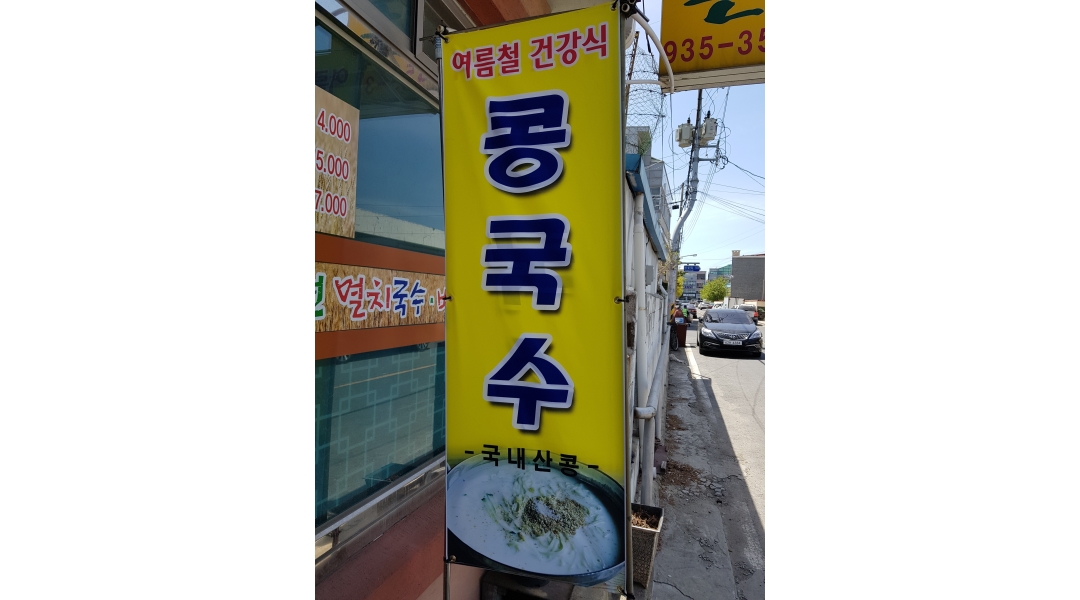 여름철 건강식
콩
국
수
-국내산콩-
4.000
5.000
7.000
멸치국수·
935-35